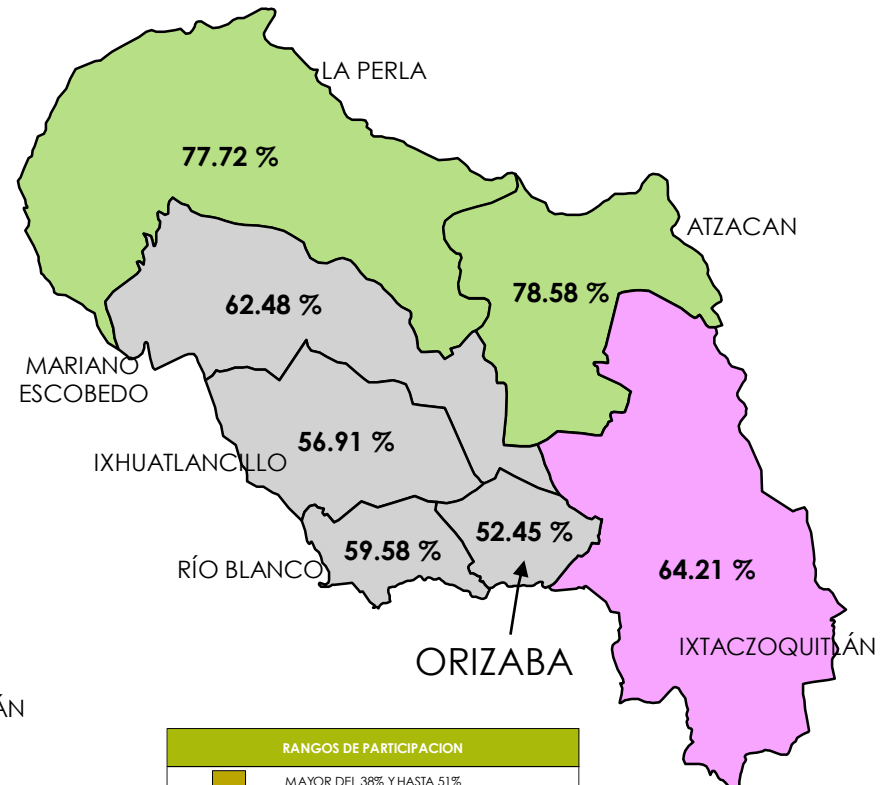 LA PERLA
77.72 %
ATZACAN
78.58 %
62.48 %
MARIANO
ESCOBEDO
56.91 %
IXHUATLANCILLO
52.45 %
59.58 %
RÍO BLANCO
64.21 %
IXTACZOQUITLÁN
ORIZABA
ÁN
RANGOS DE PARTICIPACION
MAYOR DEL 38% Y HASTA 51%